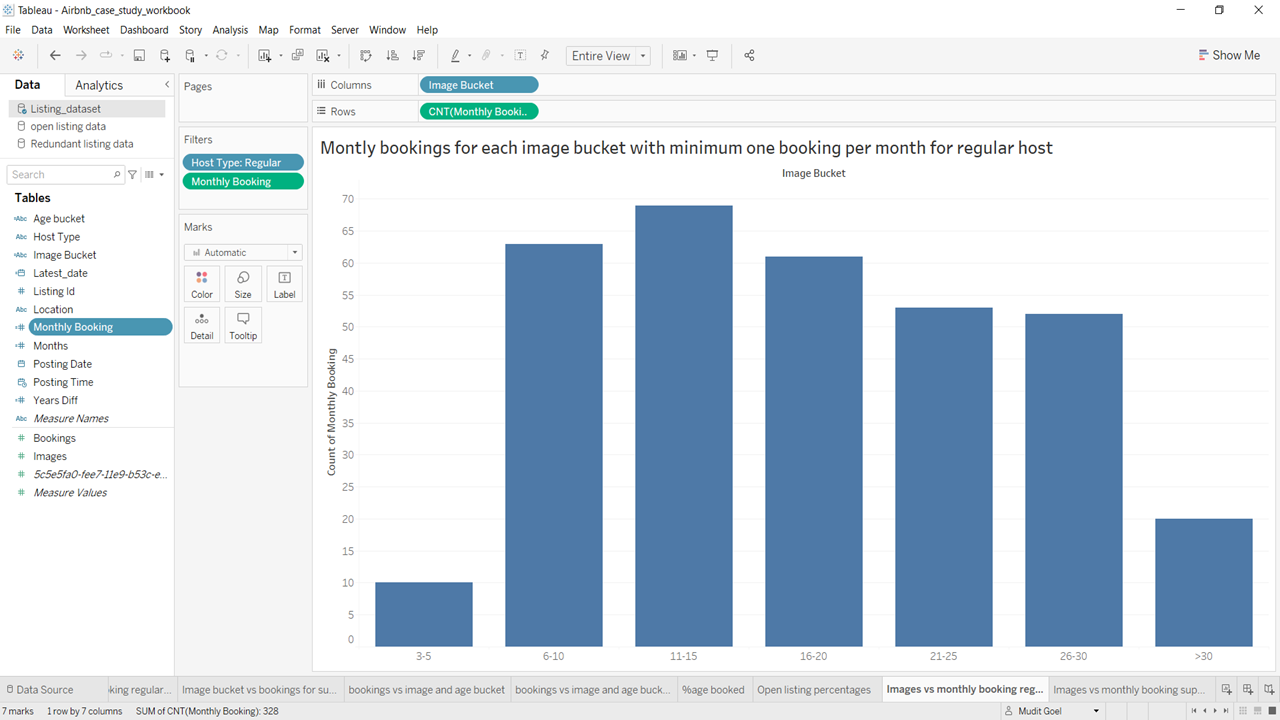 Tableau - Airbnb_case_study_workbook
File Data Worksheet Dashboard Story Analysis Map Format Server Window Help
Entire View
Show Me
Data Analytics
Listing_dataset
open listing data
Redundant listing data
Search
Tables
Abc Age bucket
Abc Host Type
Abc Image Bucket
Latest_date
# Listing Id
Abc Location
# Monthly Booking
# Months
Posting Date
Posting Time
# Years Diff
Abc Measure Names
# Bookings
# Images
# 5c5e5fa0-fee7-11e9-b53c-e...
# Measure Values
Pages
Filters
Host Type: Regular
Monthly Booking
Marks
Automatic
Color Size Label
Detail Tooltip
Columns Image Bucket
Rows CNT(Monthly Booki..
Montly bookings for each image bucket with minimum one booking per month for regular host
Image Bucket
Count of Monthly Booking
70
65
60
55
50
45
40
35
30
25
20
15
10
5
0
3-5 6-10 11-15 16-20 21-25 26-30 >30
Data Source king regular... Image bucket vs bookings for su... bookings vs image and age bucket bookings vs image and age buck... %age booked Open listing percentages Images vs monthly booking reg... Images vs monthly booking sup...
7 marks 1 row by 7 columns SUM of CNT(Monthly Booking): 328 Mudit Goel